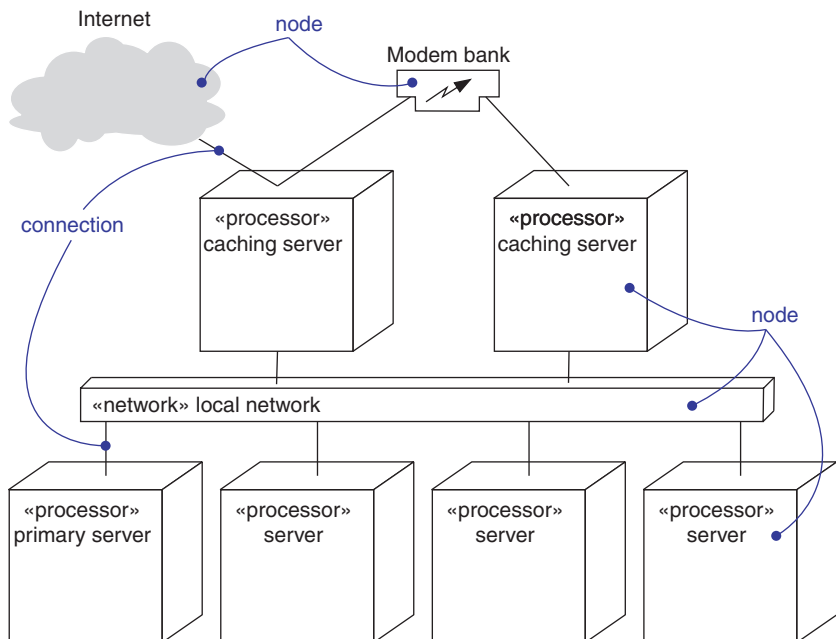 Internet
node
Modem bank
connection
«processor»
caching server
«processor»
caching server
node
«network» local network
«processor»
primary server
«processor»
server
«processor»
server
«processor»
server